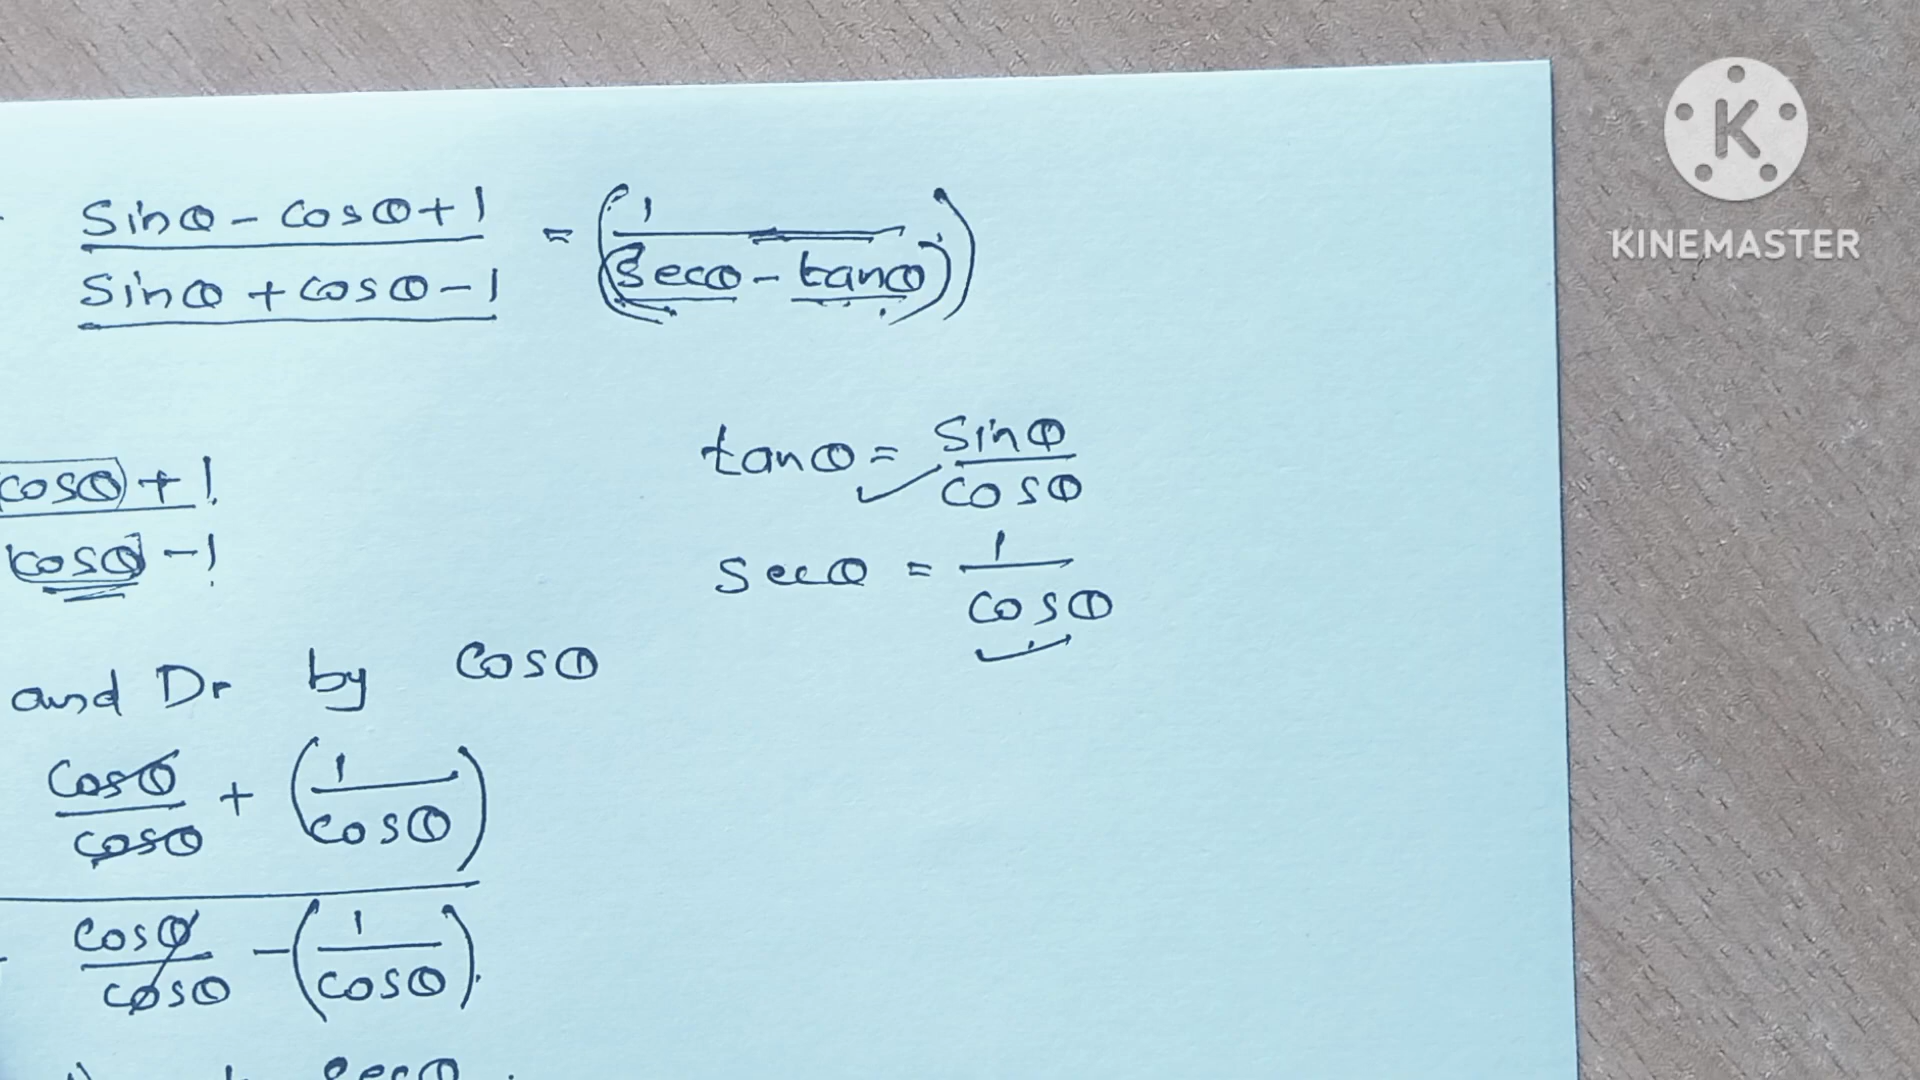 sinθ - cosθ + 1 / sinθ + cosθ - 1 = (1 / (secθ - tanθ))
tanθ = sinθ / cosθ
cosθ + 1
cosθ - 1
secθ = 1 / cosθ
and Dr by cosθ
cosθ / cosθ + (1 / cosθ)
cosθ / cosθ - (1 / cosθ).
secθ
KINEMASTER